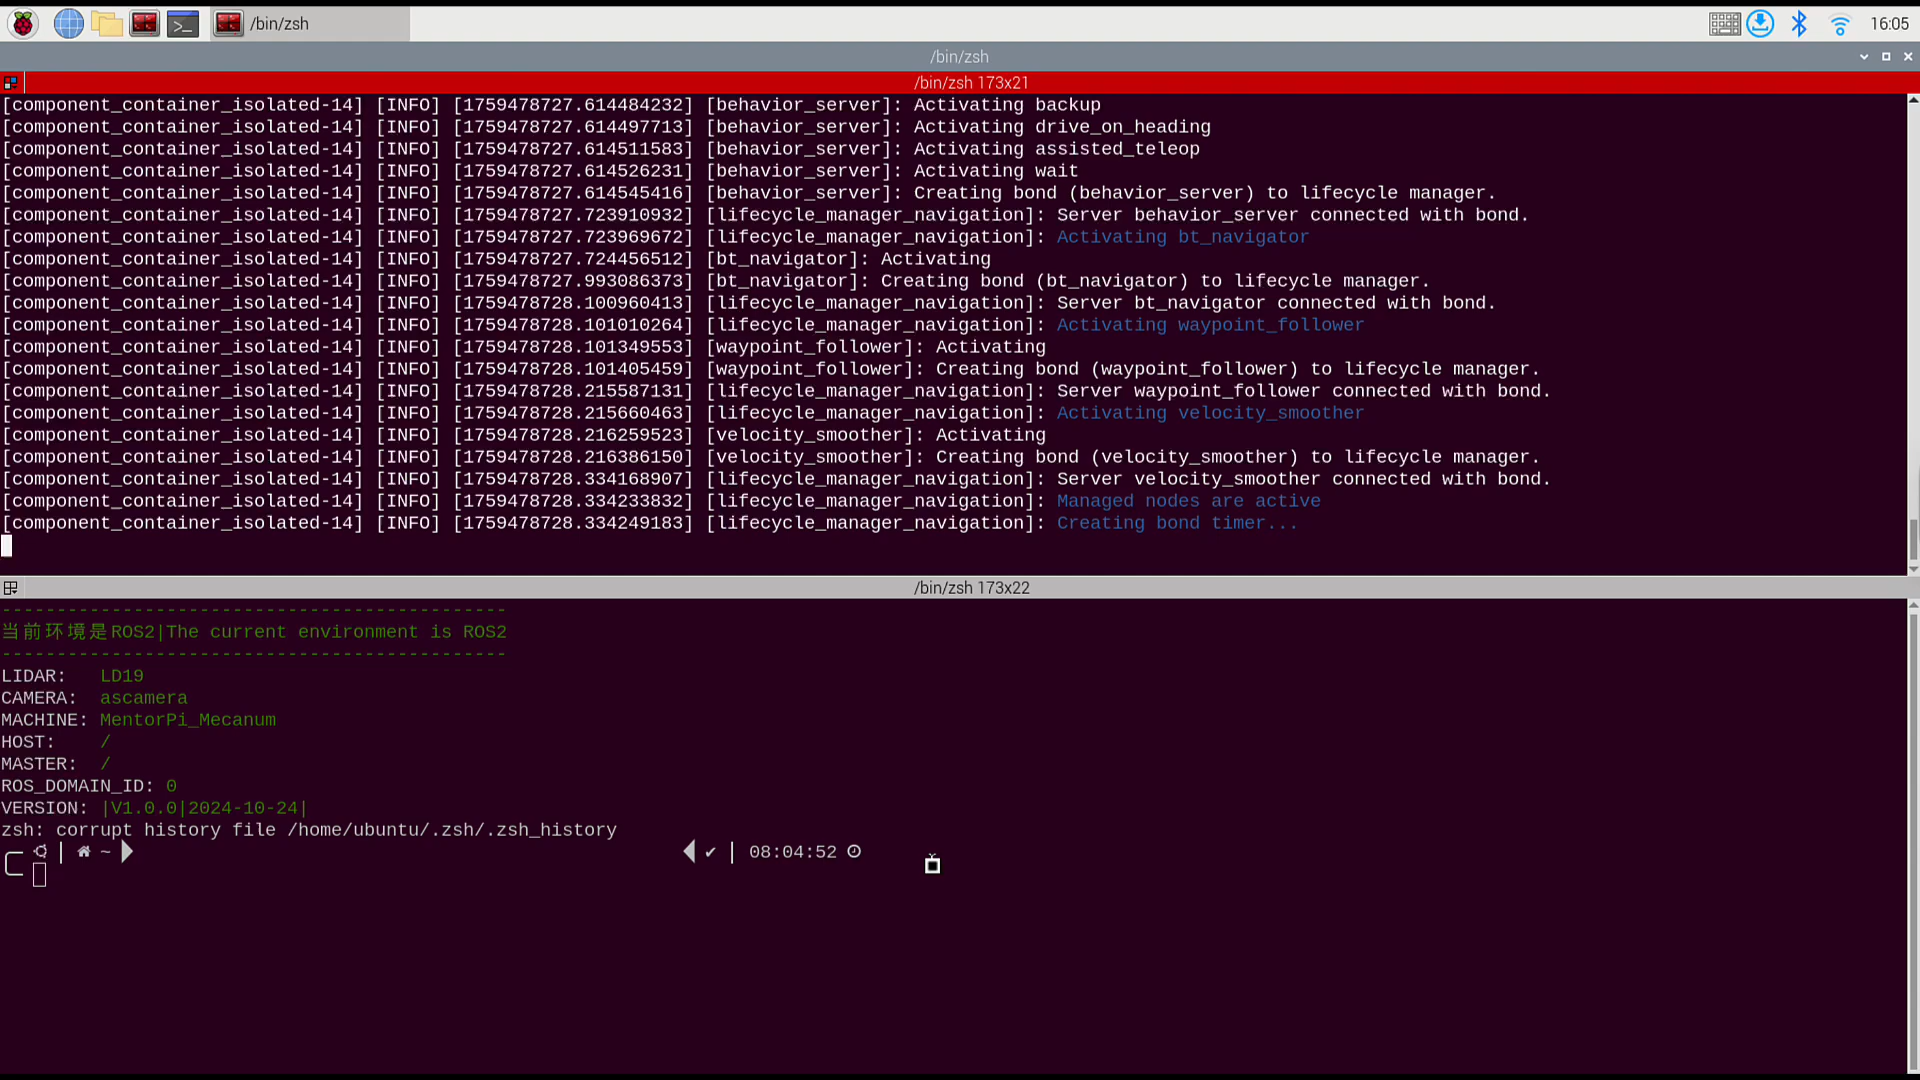 /bin/zsh
16:05
/bin/zsh
/bin/zsh 173x21
[component_container_isolated-14] [INFO] [1759478727.614484232] [behavior_server]: Activating backup
[component_container_isolated-14] [INFO] [1759478727.614497713] [behavior_server]: Activating drive_on_heading
[component_container_isolated-14] [INFO] [1759478727.614511583] [behavior_server]: Activating assisted_teleop
[component_container_isolated-14] [INFO] [1759478727.614526231] [behavior_server]: Activating wait
[component_container_isolated-14] [INFO] [1759478727.614545416] [behavior_server]: Creating bond (behavior_server) to lifecycle manager.
[component_container_isolated-14] [INFO] [1759478727.723910932] [lifecycle_manager_navigation]: Server behavior_server connected with bond.
[component_container_isolated-14] [INFO] [1759478727.723969672] [lifecycle_manager_navigation]: Activating bt_navigator
[component_container_isolated-14] [INFO] [1759478727.724456512] [bt_navigator]: Activating
[component_container_isolated-14] [INFO] [1759478727.993086373] [bt_navigator]: Creating bond (bt_navigator) to lifecycle manager.
[component_container_isolated-14] [INFO] [1759478728.100960413] [lifecycle_manager_navigation]: Server bt_navigator connected with bond.
[component_container_isolated-14] [INFO] [1759478728.101010264] [lifecycle_manager_navigation]: Activating waypoint_follower
[component_container_isolated-14] [INFO] [1759478728.101349553] [waypoint_follower]: Activating
[component_container_isolated-14] [INFO] [1759478728.101405459] [waypoint_follower]: Creating bond (waypoint_follower) to lifecycle manager.
[component_container_isolated-14] [INFO] [1759478728.215587131] [lifecycle_manager_navigation]: Server waypoint_follower connected with bond.
[component_container_isolated-14] [INFO] [1759478728.215660463] [lifecycle_manager_navigation]: Activating velocity_smoother
[component_container_isolated-14] [INFO] [1759478728.216259523] [velocity_smoother]: Activating
[component_container_isolated-14] [INFO] [1759478728.216386150] [velocity_smoother]: Creating bond (velocity_smoother) to lifecycle manager.
[component_container_isolated-14] [INFO] [1759478728.334168907] [lifecycle_manager_navigation]: Server velocity_smoother connected with bond.
[component_container_isolated-14] [INFO] [1759478728.334233832] [lifecycle_manager_navigation]: Managed nodes are active
[component_container_isolated-14] [INFO] [1759478728.334249183] [lifecycle_manager_navigation]: Creating bond timer...
/bin/zsh 173x22
----------------------------------------------
当前环境是ROS2|The current environment is ROS2
----------------------------------------------
LIDAR: LD19
CAMERA: ascamera
MACHINE: MentorPi_Mecanum
HOST: /
MASTER: /
ROS_DOMAIN_ID: 0
VERSION: |V1.0.0|2024-10-24|
zsh: corrupt history file /home/ubuntu/.zsh/.zsh_history
| ~ ✔ | 08:04:52